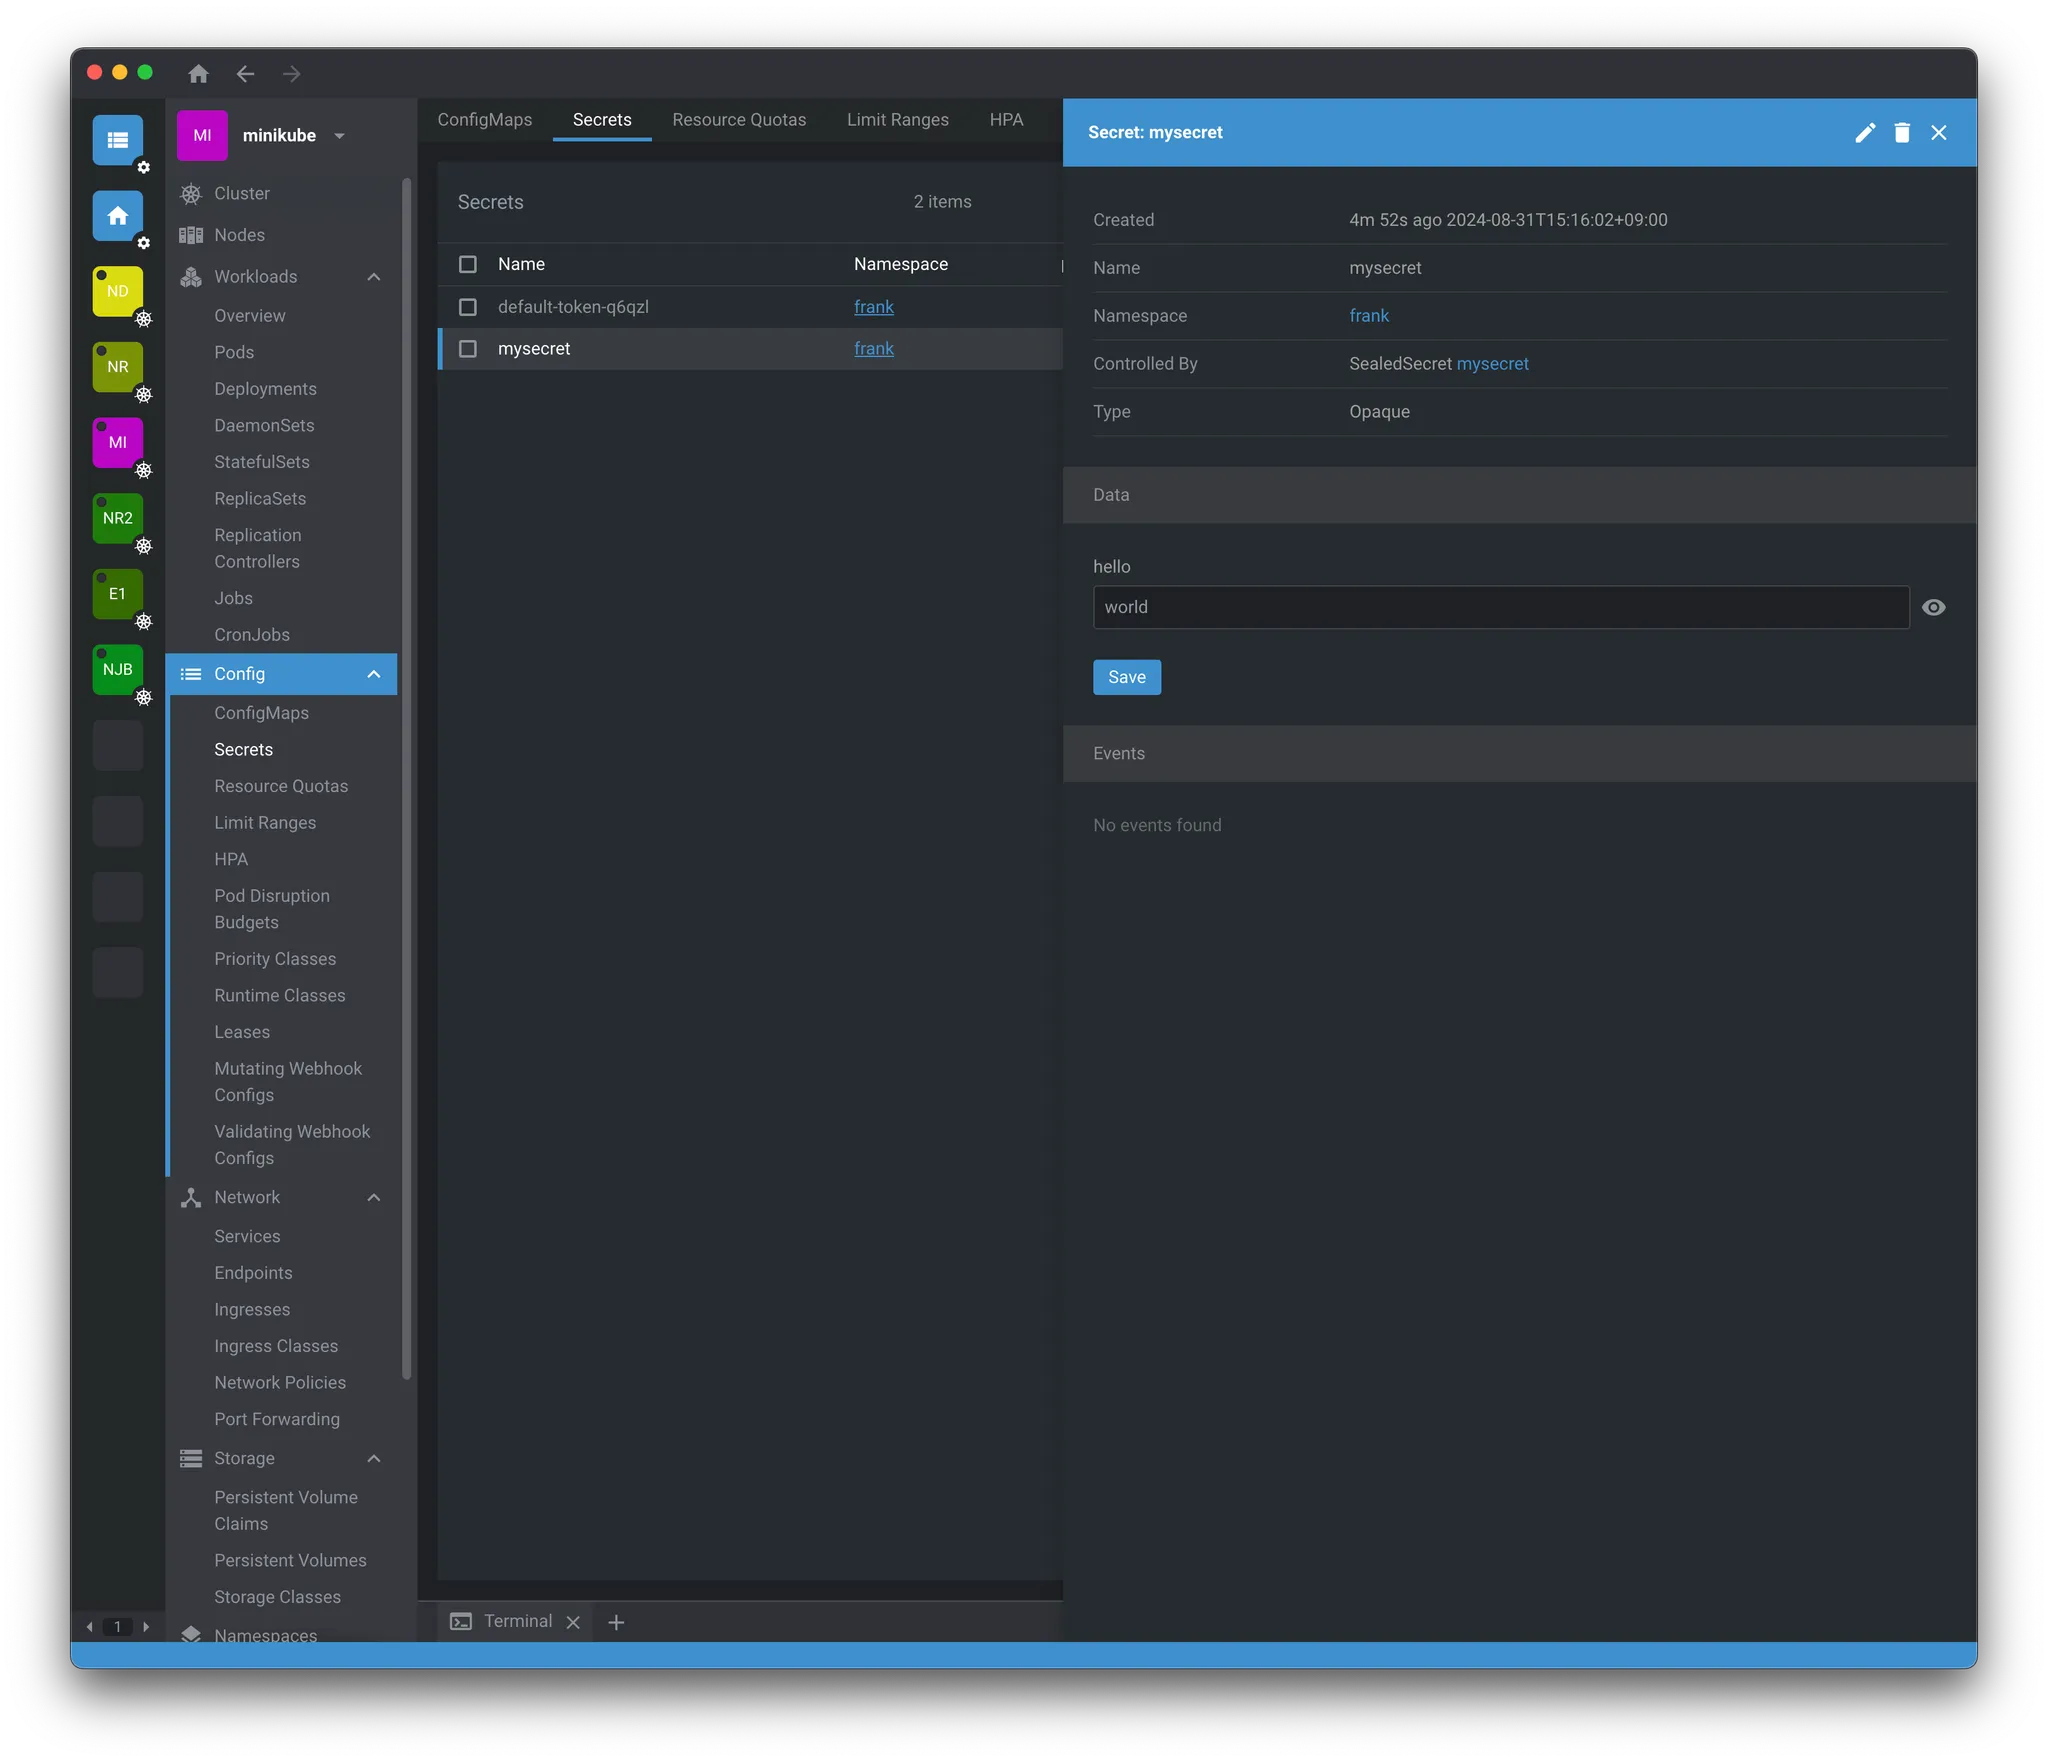 ND
NR
MI
NR2
E1
NJB
1
MI minikube
Cluster
Nodes
Workloads
Overview
Pods
Deployments
DaemonSets
StatefulSets
ReplicaSets
Replication
Controllers
Jobs
CronJobs
Config
ConfigMaps
Secrets
Resource Quotas
Limit Ranges
HPA
Pod Disruption
Budgets
Priority Classes
Runtime Classes
Leases
Mutating Webhook
Configs
Validating Webhook
Configs
Network
Services
Endpoints
Ingresses
Ingress Classes
Network Policies
Port Forwarding
Storage
Persistent Volume
Claims
Persistent Volumes
Storage Classes
Namespaces
ConfigMaps Secrets Resource Quotas Limit Ranges HPA
Secrets 2 items
Name Namespace
default-token-q6qzl frank
mysecret frank
Terminal
Secret: mysecret
Created 4m 52s ago 2024-08-31T15:16:02+09:00
Name mysecret
Namespace frank
Controlled By SealedSecret mysecret
Type Opaque
Data
hello
world
Save
Events
No events found